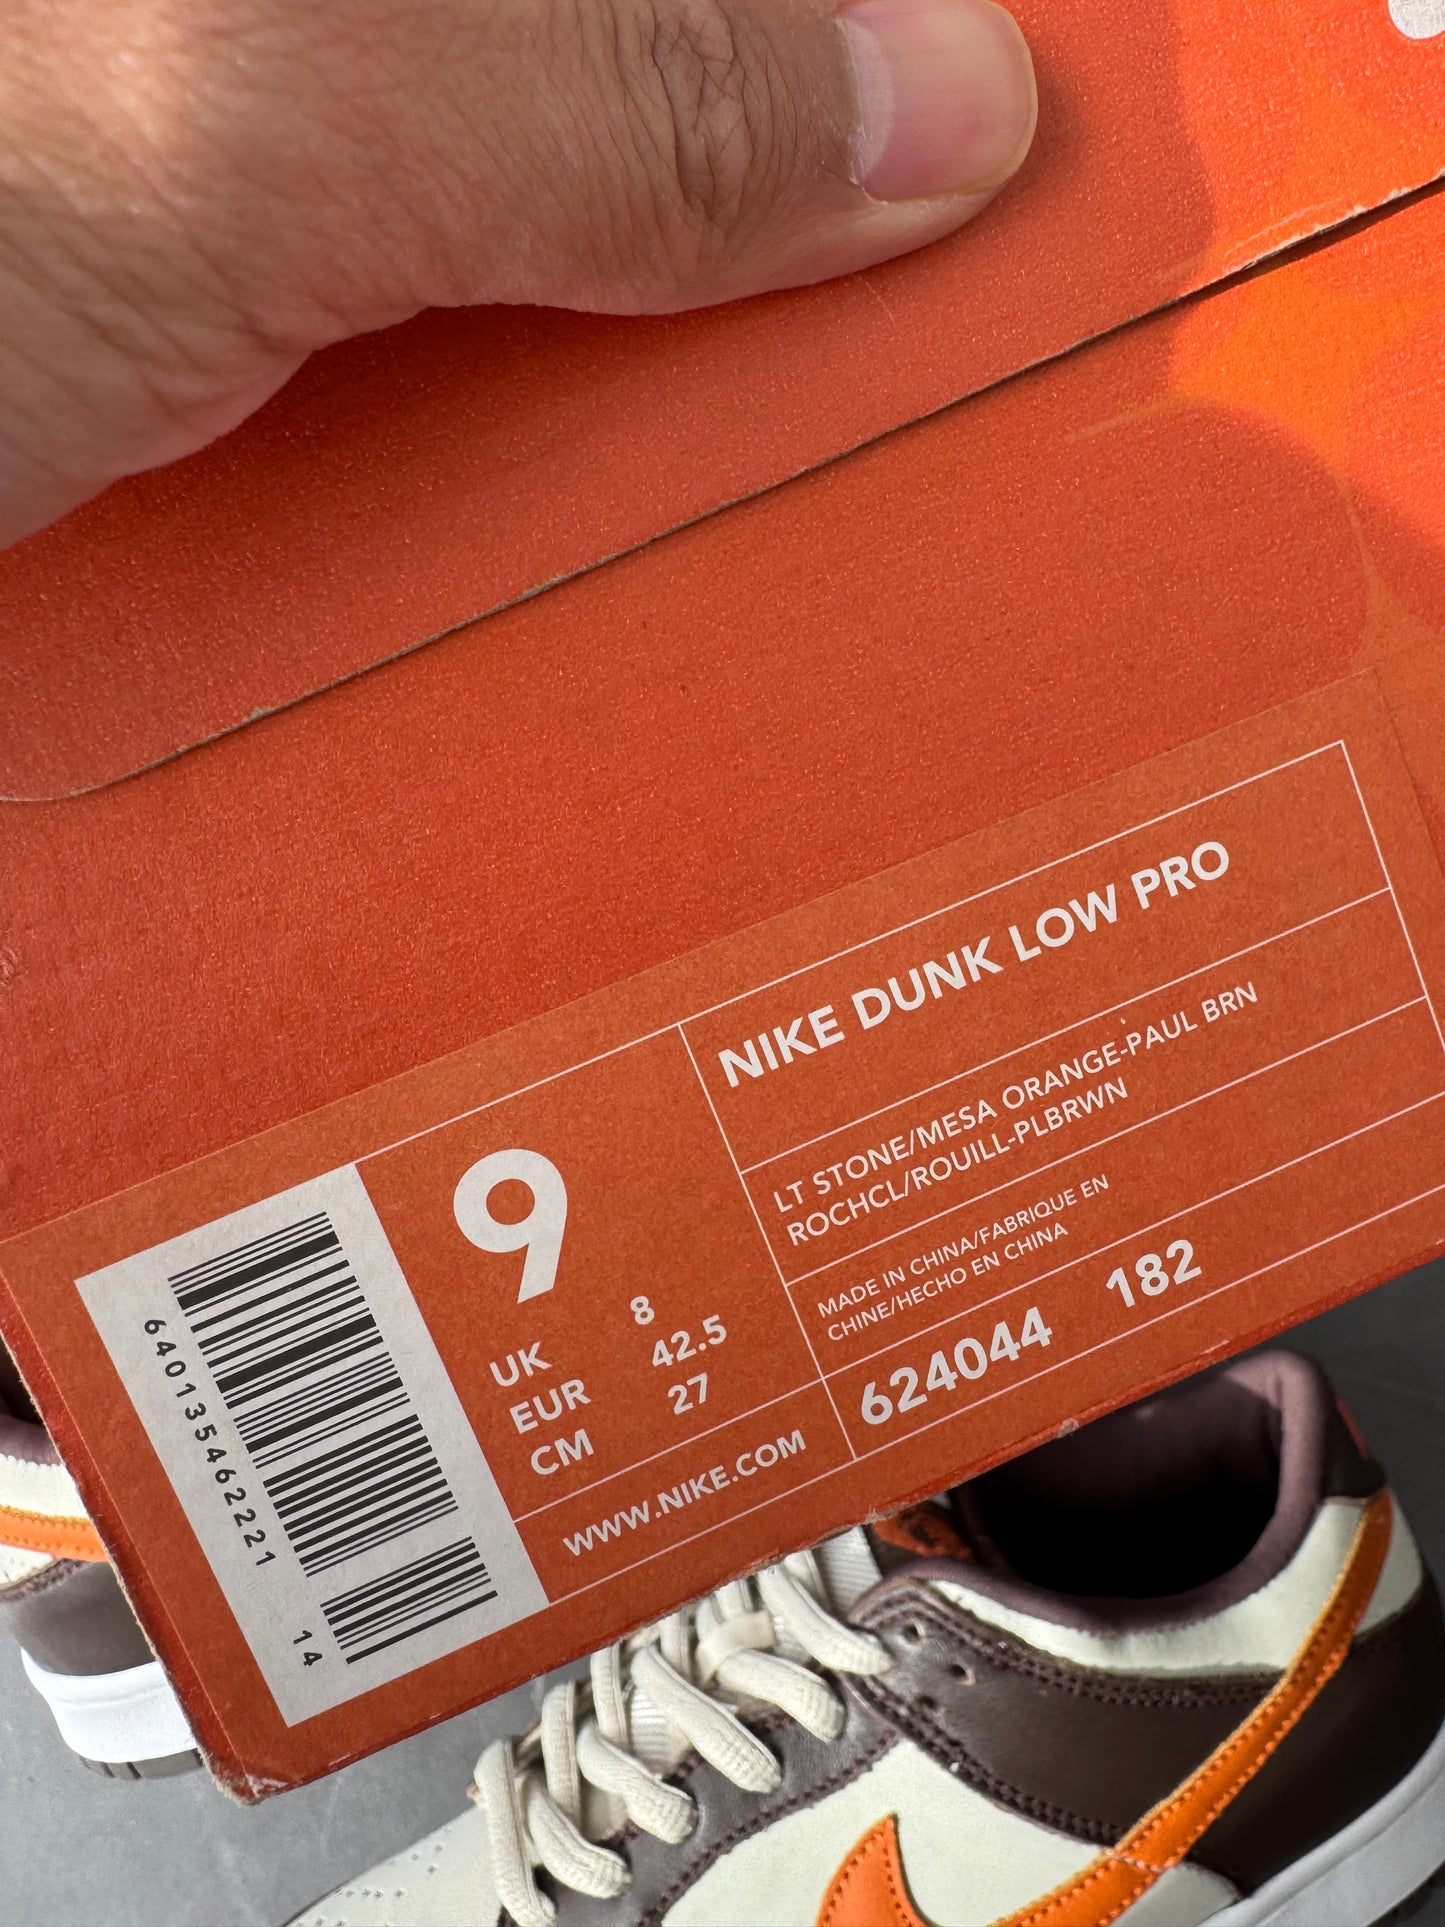 NIKE DUNK LOW PRO
LT STONE/MESA ORANGE-PAUL BRN
ROCHCL/ROUILL-PLBRWN
MADE IN CHINA/FABRIQUE EN
CHINE/HECHO EN CHINA
624044 182
9
UK 8
EUR 42.5
CM 27
WWW.NIKE.COM
640135462221
14